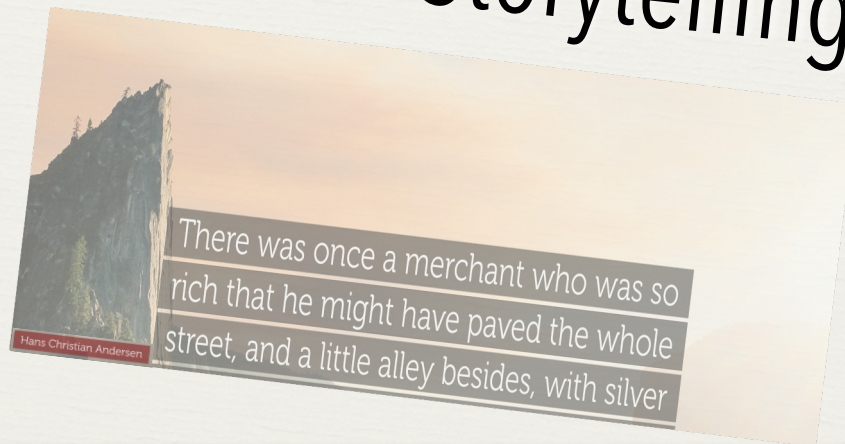 Storytelling
There was once a merchant who was so
rich that he might have paved the whole
street, and a little alley besides, with silver
Hans Christian Andersen